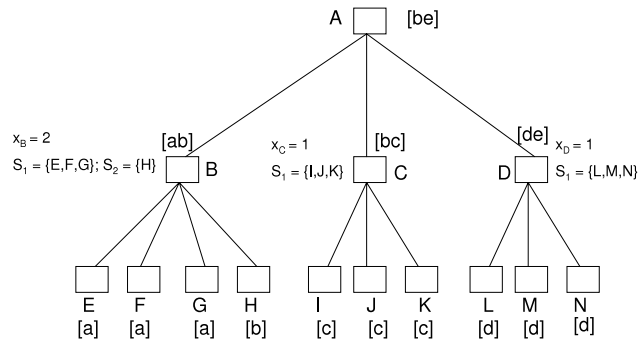 A [be]
x_B = 2 [ab] x_C = 1 [bc] [de] x_D = 1
S_1 = {E,F,G}; S_2 = {H} B S_1 = {I,J,K} C D S_1 = {L,M,N}
E F G H I J K L M N
[a] [a] [a] [b] [c] [c] [c] [d] [d] [d]